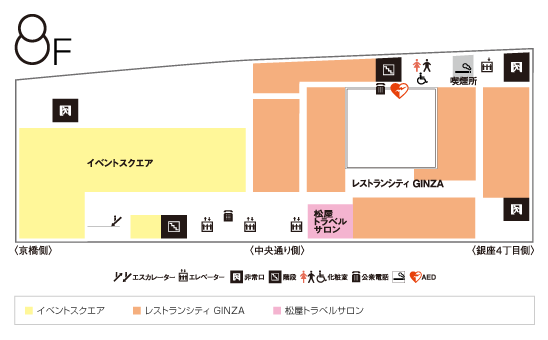 8F
喫煙所
イベントスクエア
レストランシティ GINZA
松屋
トラベル
サロン
〈京橋側〉 〈中央通り側〉 〈銀座4丁目側〉
エスカレーター エレベーター 非常口 階段 化粧室 公衆電話 AED
イベントスクエア レストランシティ GINZA 松屋トラベルサロン